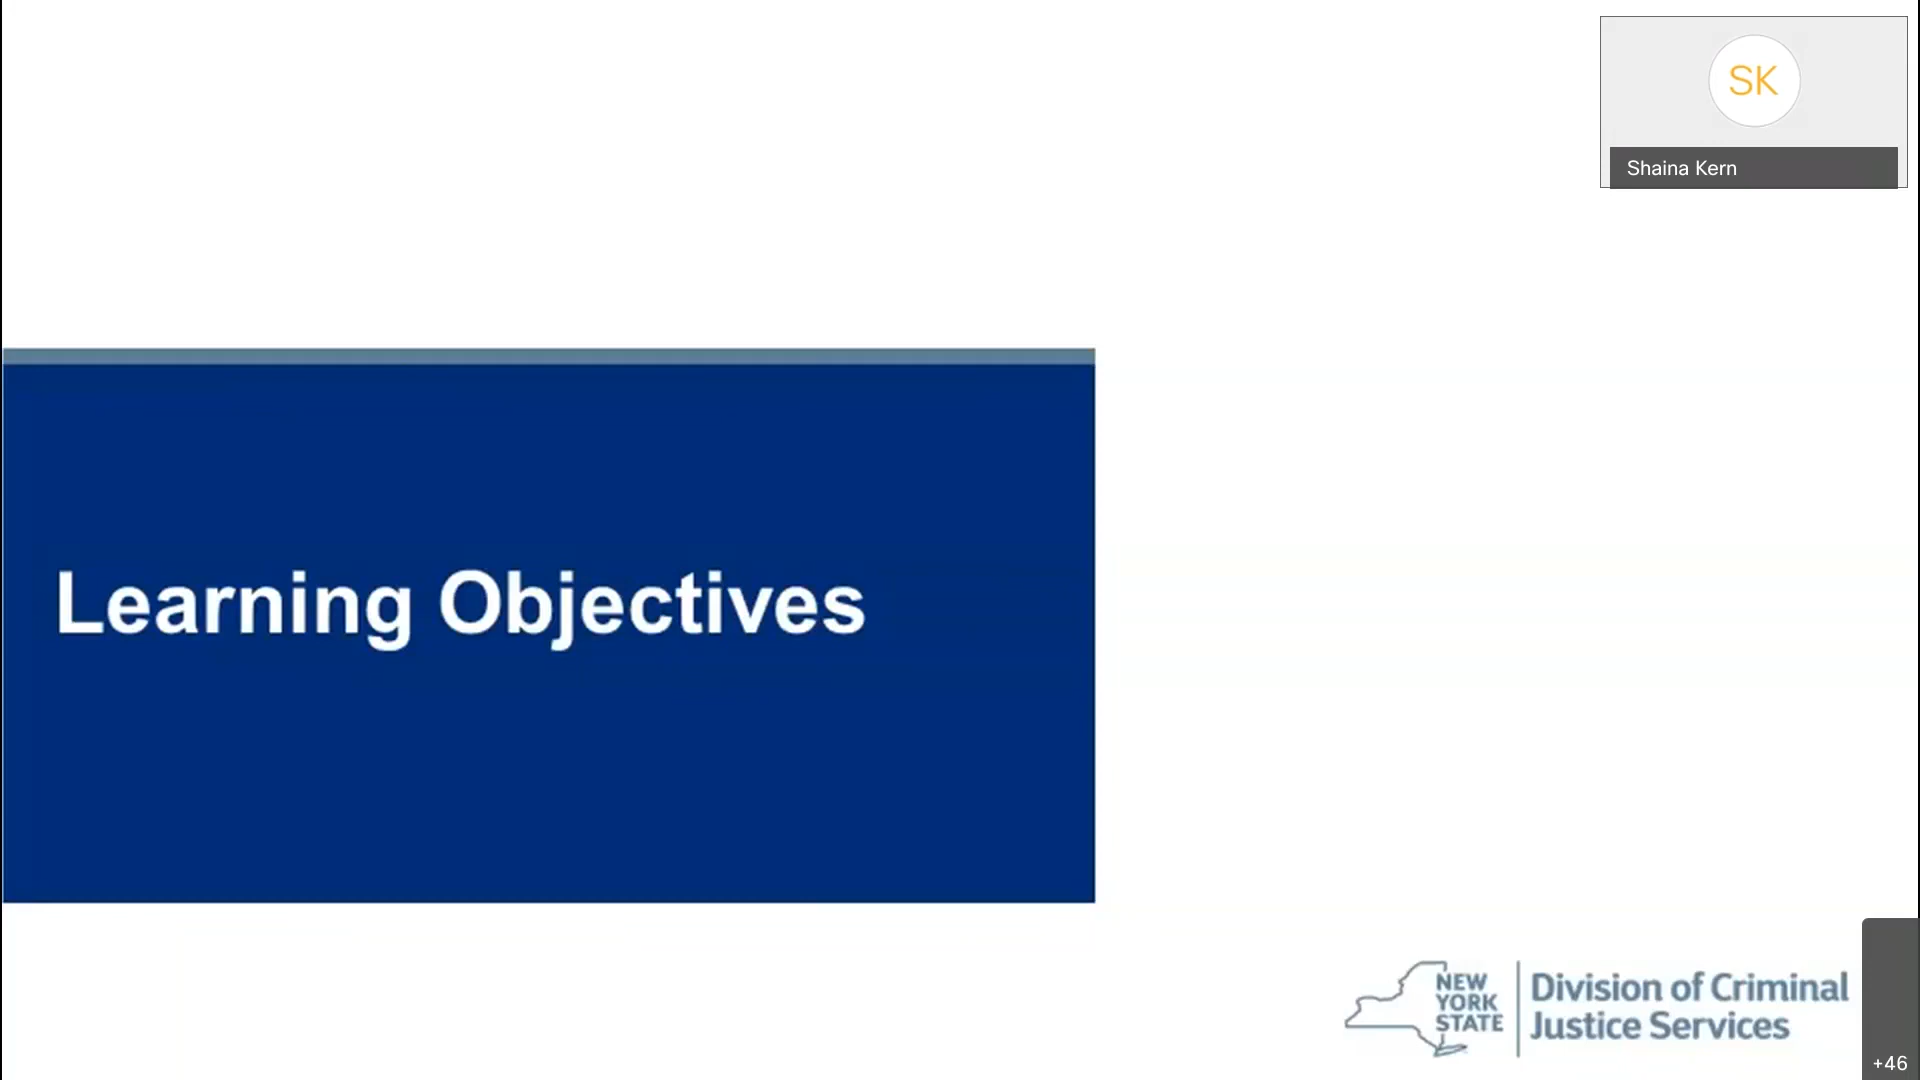 SK
Shaina Kern
Learning Objectives
NEW
YORK
STATE
Division of Criminal
Justice Services
+46